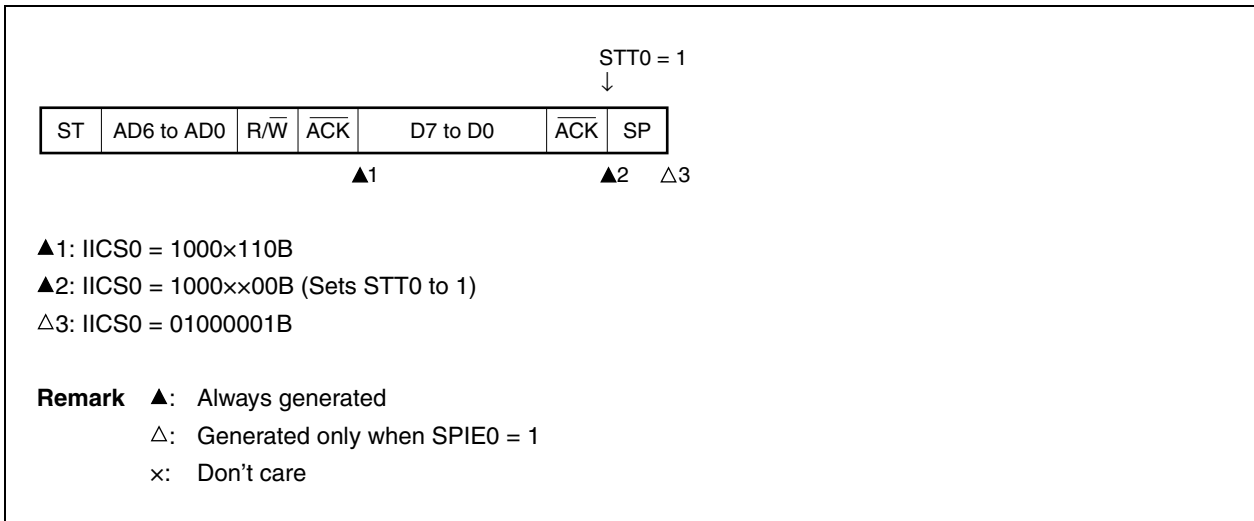 STT0 = 1
↓
ST AD6 to AD0 R/W̅ A̅C̅K̅ D7 to D0 A̅C̅K̅ SP
▲1 ▲2 △3
▲1: IICS0 = 1000×110B
▲2: IICS0 = 1000××00B (Sets STT0 to 1)
△3: IICS0 = 01000001B
Remark ▲: Always generated
△: Generated only when SPIE0 = 1
×: Don't care